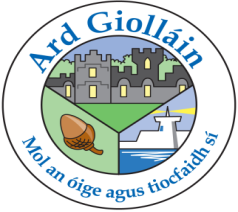 Ard Giolláin
Mol an óige agus tiocfaidh sí